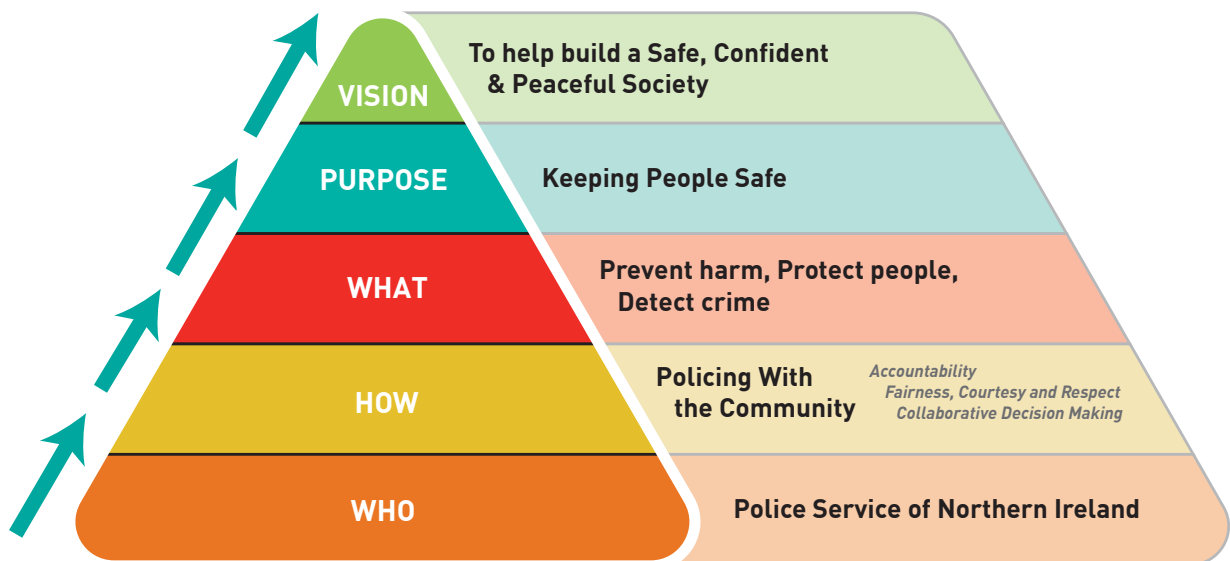 VISION
To help build a Safe, Confident
& Peaceful Society
PURPOSE
Keeping People Safe
WHAT
Prevent harm, Protect people,
Detect crime
HOW
Policing With
the Community
Accountability
Fairness, Courtesy and Respect
Collaborative Decision Making
WHO
Police Service of Northern Ireland